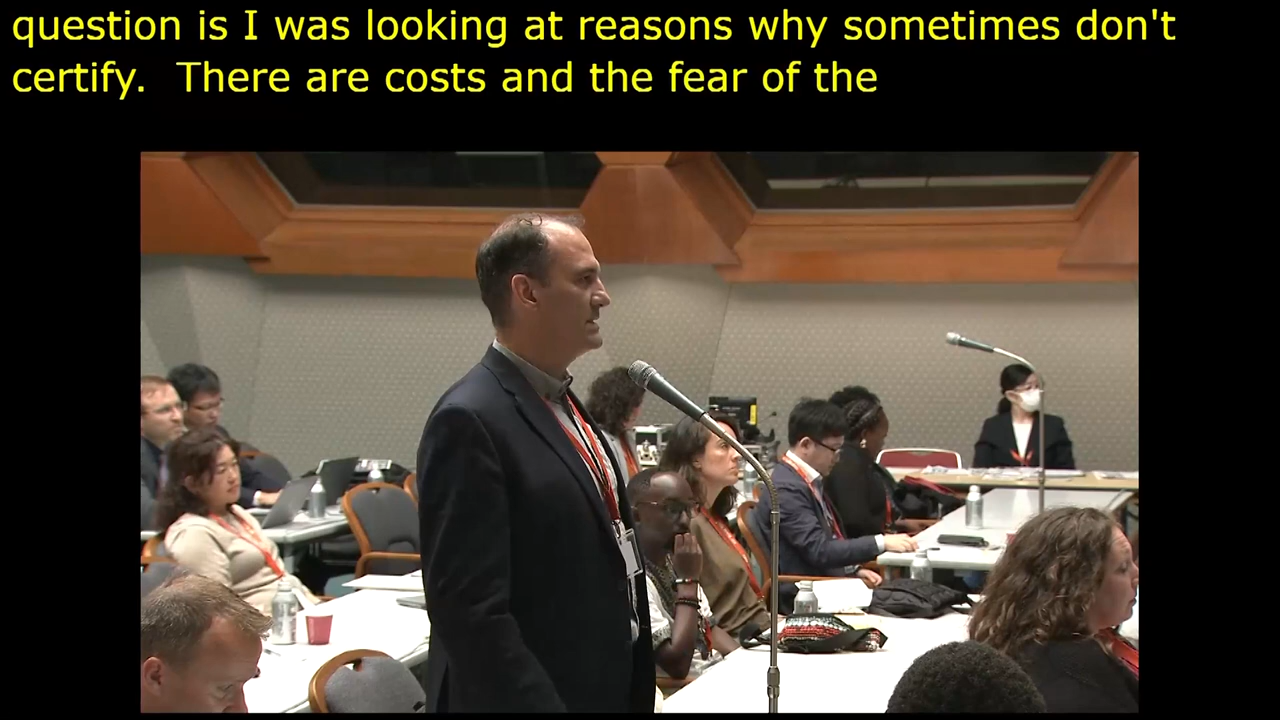 question is I was looking at reasons why sometimes don't
certify.  There are costs and the fear of the